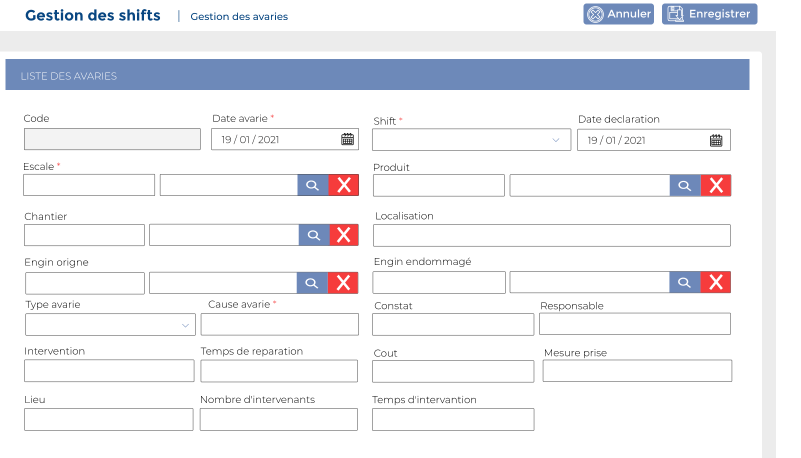 Gestion des shifts | Gestion des avaries Annuler Enregistrer
LISTE DES AVARIES
Code Date avarie * Shift * Date declaration
19 / 01 / 2021 19 / 01 / 2021
Escale * Produit
Chantier Localisation
Engin origne Engin endommagé
Type avarie Cause avarie * Constat Responsable
Intervention Temps de reparation Cout Mesure prise
Lieu Nombre d'intervenants Temps d'intervantion